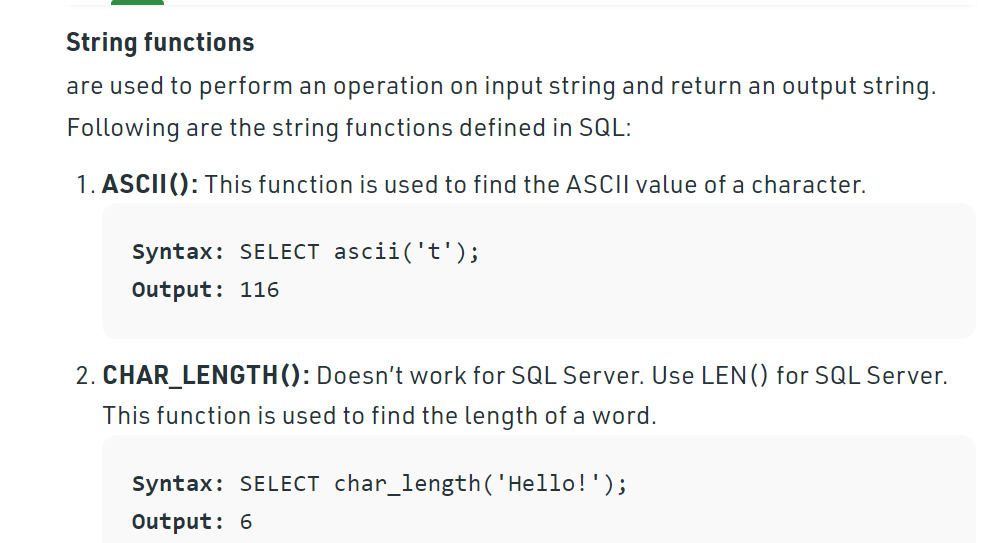 String functions
are used to perform an operation on input string and return an output string.
Following are the string functions defined in SQL:
1. ASCII(): This function is used to find the ASCII value of a character.
Syntax: SELECT ascii('t');
Output: 116
2. CHAR_LENGTH(): Doesn’t work for SQL Server. Use LEN() for SQL Server.
This function is used to find the length of a word.
Syntax: SELECT char_length('Hello!');
Output: 6